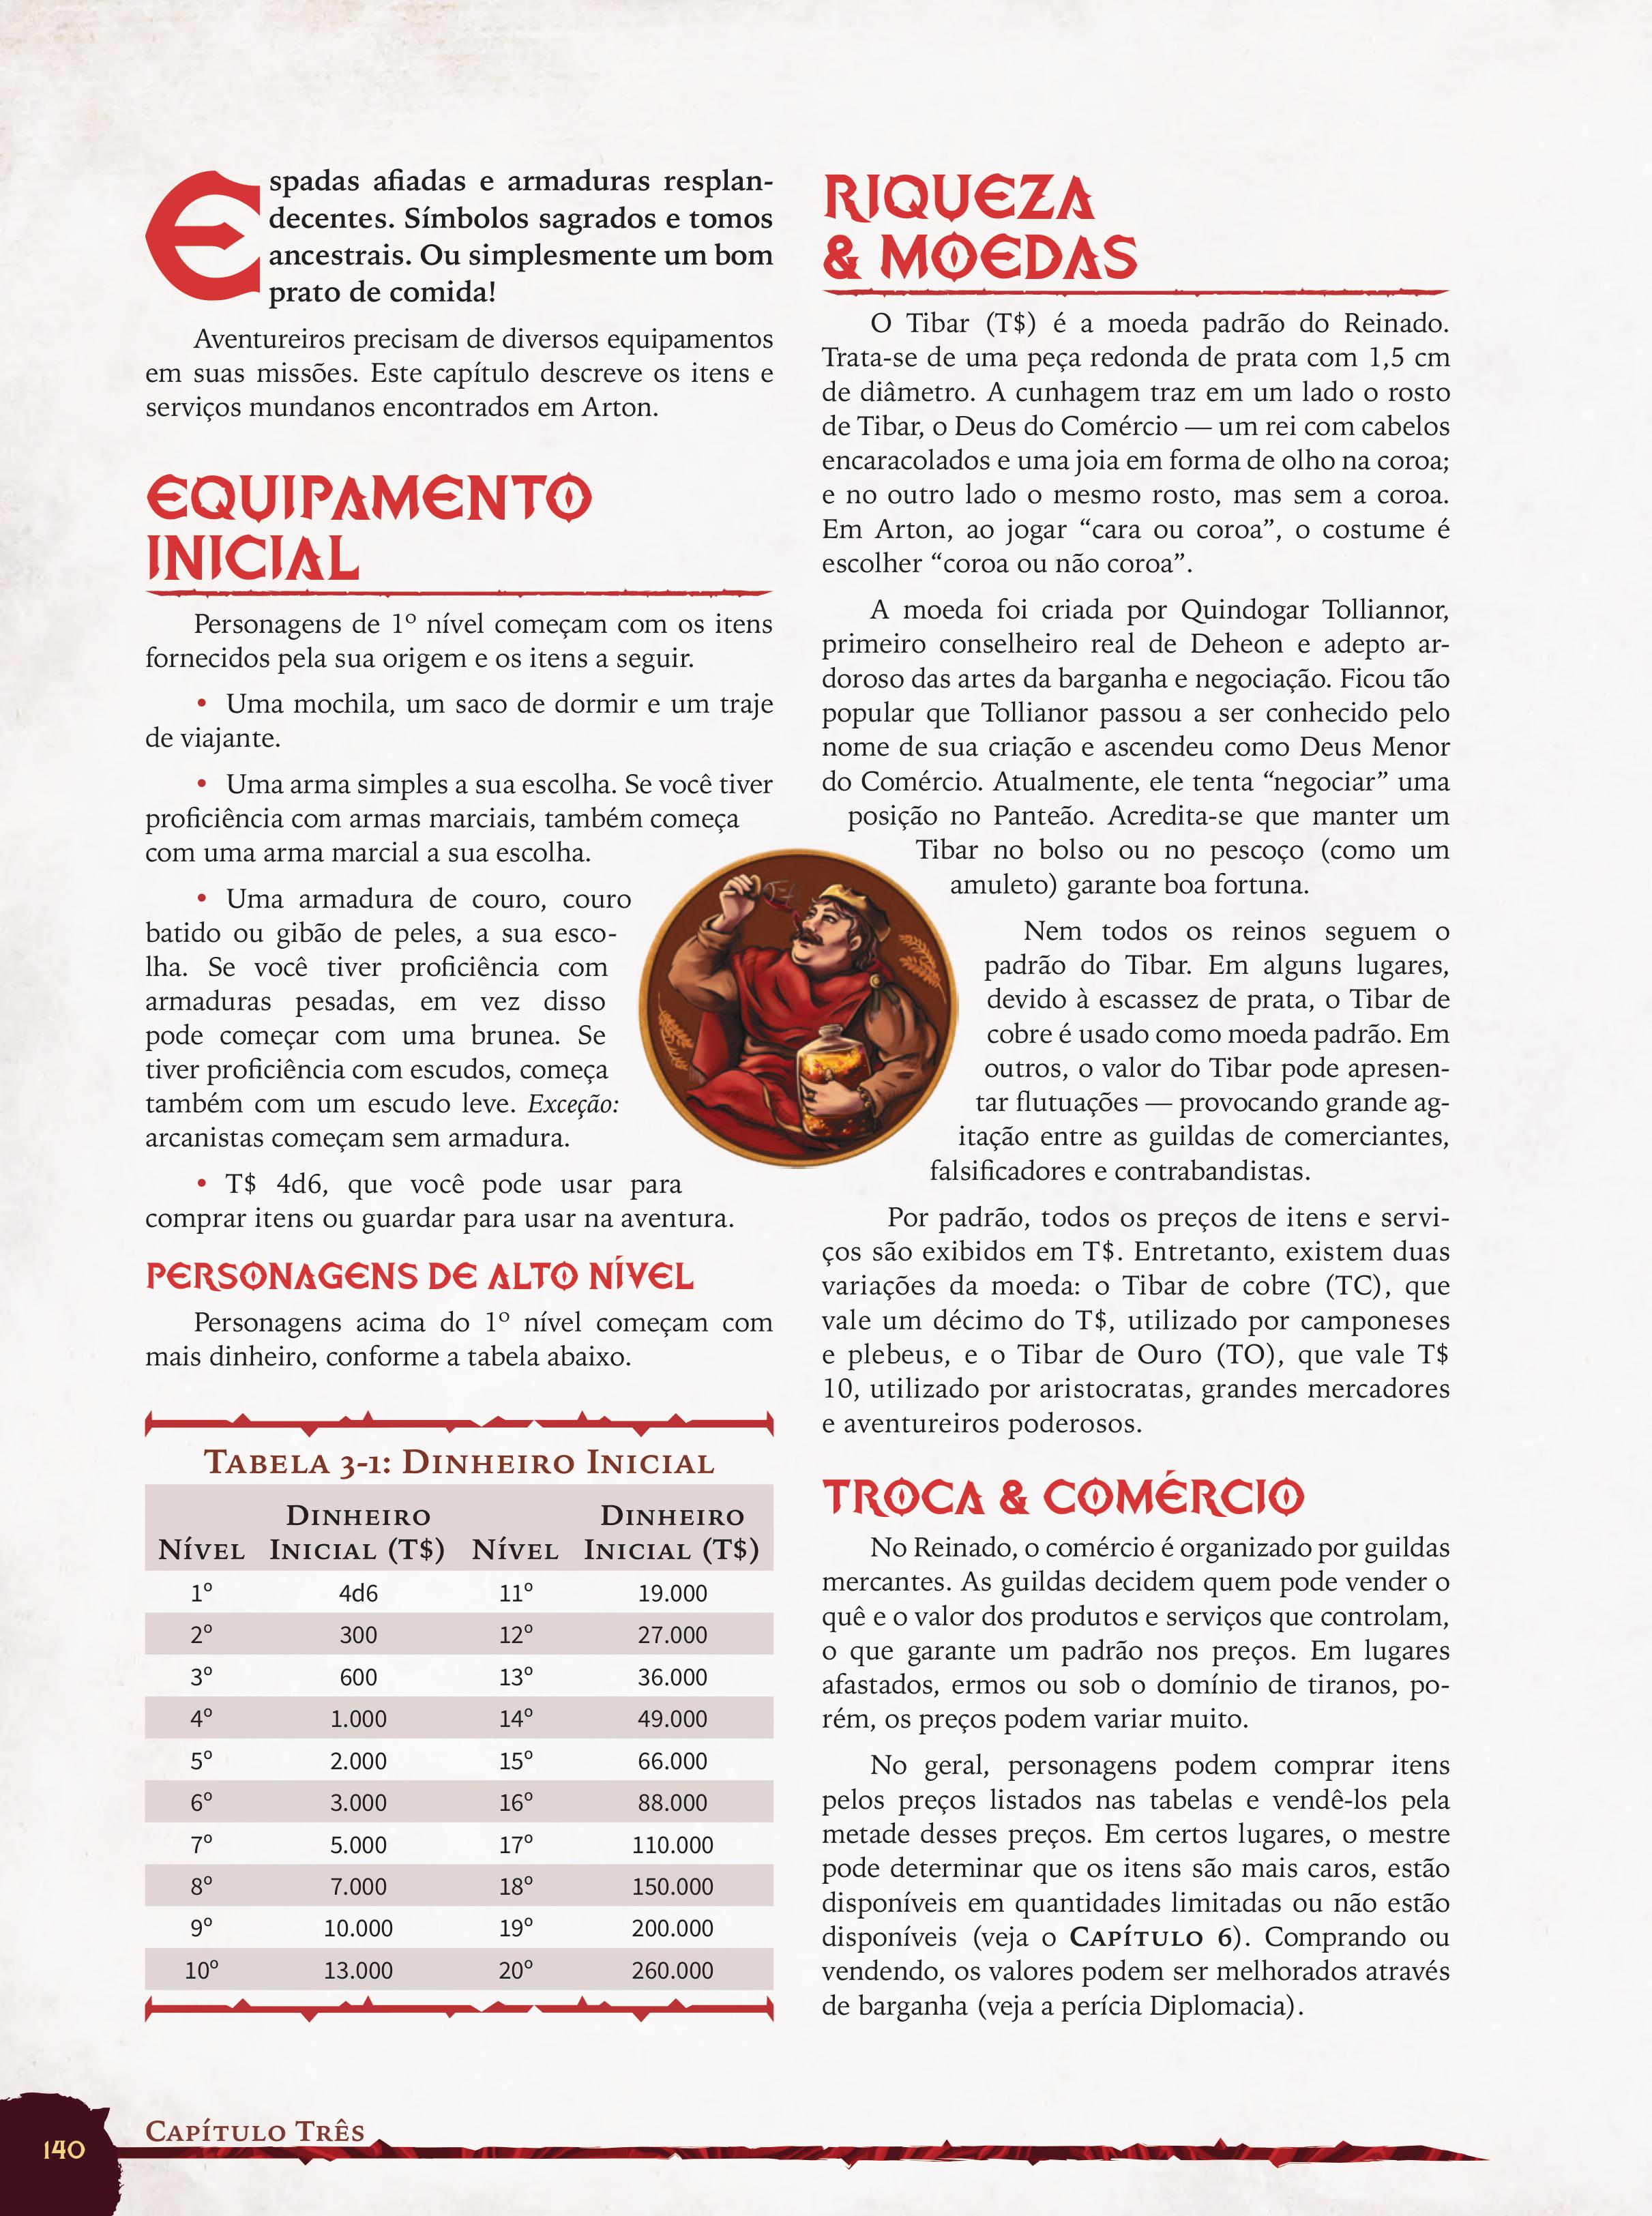 Espadas afiadas e armaduras resplan-
decentes. Símbolos sagrados e tomos
ancestrais. Ou simplesmente um bom
prato de comida!
Aventureiros precisam de diversos equipamentos
em suas missões. Este capítulo descreve os itens e
serviços mundanos encontrados em Arton.
EQUIPAMENTO
INICIAL
Personagens de 1º nível começam com os itens
fornecidos pela sua origem e os itens a seguir.
• Uma mochila, um saco de dormir e um traje
de viajante.
• Uma arma simples a sua escolha. Se você tiver
proficiência com armas marciais, também começa
com uma arma marcial a sua escolha.
• Uma armadura de couro, couro
batido ou gibão de peles, a sua esco-
lha. Se você tiver proficiência com
armaduras pesadas, em vez disso
pode começar com uma brunea. Se
tiver proficiência com escudos, começa
também com um escudo leve. Exceção:
arcanistas começam sem armadura.
• T$ 4d6, que você pode usar para
comprar itens ou guardar para usar na aventura.
PERSONAGENS DE ALTO NÍVEL
Personagens acima do 1º nível começam com
mais dinheiro, conforme a tabela abaixo.
Tabela 3-1: Dinheiro Inicial
Nível Dinheiro Inicial (T$) Nível Dinheiro Inicial (T$)
1º 4d6 11º 19.000
2º 300 12º 27.000
3º 600 13º 36.000
4º 1.000 14º 49.000
5º 2.000 15º 66.000
6º 3.000 16º 88.000
7º 5.000 17º 110.000
8º 7.000 18º 150.000
9º 10.000 19º 200.000
10º 13.000 20º 260.000
RIQUEZA
& MOEDAS
O Tibar (T$) é a moeda padrão do Reinado.
Trata-se de uma peça redonda de prata com 1,5 cm
de diâmetro. A cunhagem traz em um lado o rosto
de Tibar, o Deus do Comércio — um rei com cabelos
encaracolados e uma joia em forma de olho na coroa;
e no outro lado o mesmo rosto, mas sem a coroa.
Em Arton, ao jogar “cara ou coroa”, o costume é
escolher “coroa ou não coroa”.
A moeda foi criada por Quindogar Tolliannor,
primeiro conselheiro real de Deheon e adepto ar-
doroso das artes da barganha e negociação. Ficou tão
popular que Tollianor passou a ser conhecido pelo
nome de sua criação e ascendeu como Deus Menor
do Comércio. Atualmente, ele tenta “negociar” uma
posição no Panteão. Acredita-se que manter um
Tibar no bolso ou no pescoço (como um
amuleto) garante boa fortuna.
Nem todos os reinos seguem o
padrão do Tibar. Em alguns lugares,
devido à escassez de prata, o Tibar de
cobre é usado como moeda padrão. Em
outros, o valor do Tibar pode apresen-
tar flutuações — provocando grande ag-
itação entre as guildas de comerciantes,
falsificadores e contrabandistas.
Por padrão, todos os preços de itens e servi-
ços são exibidos em T$. Entretanto, existem duas
variações da moeda: o Tibar de cobre (TC), que
vale um décimo do T$, utilizado por camponeses
e plebeus, e o Tibar de Ouro (TO), que vale T$
10, utilizado por aristocratas, grandes mercadores
e aventureiros poderosos.
TROCA & COMÉRCIO
No Reinado, o comércio é organizado por guildas
mercantes. As guildas decidem quem pode vender o
quê e o valor dos produtos e serviços que controlam,
o que garante um padrão nos preços. Em lugares
afastados, ermos ou sob o domínio de tiranos, po-
rém, os preços podem variar muito.
No geral, personagens podem comprar itens
pelos preços listados nas tabelas e vendê-los pela
metade desses preços. Em certos lugares, o mestre
pode determinar que os itens são mais caros, estão
disponíveis em quantidades limitadas ou não estão
disponíveis (veja o Capítulo 6). Comprando ou
vendendo, os valores podem ser melhorados através
de barganha (veja a perícia Diplomacia).
Capítulo Três
140